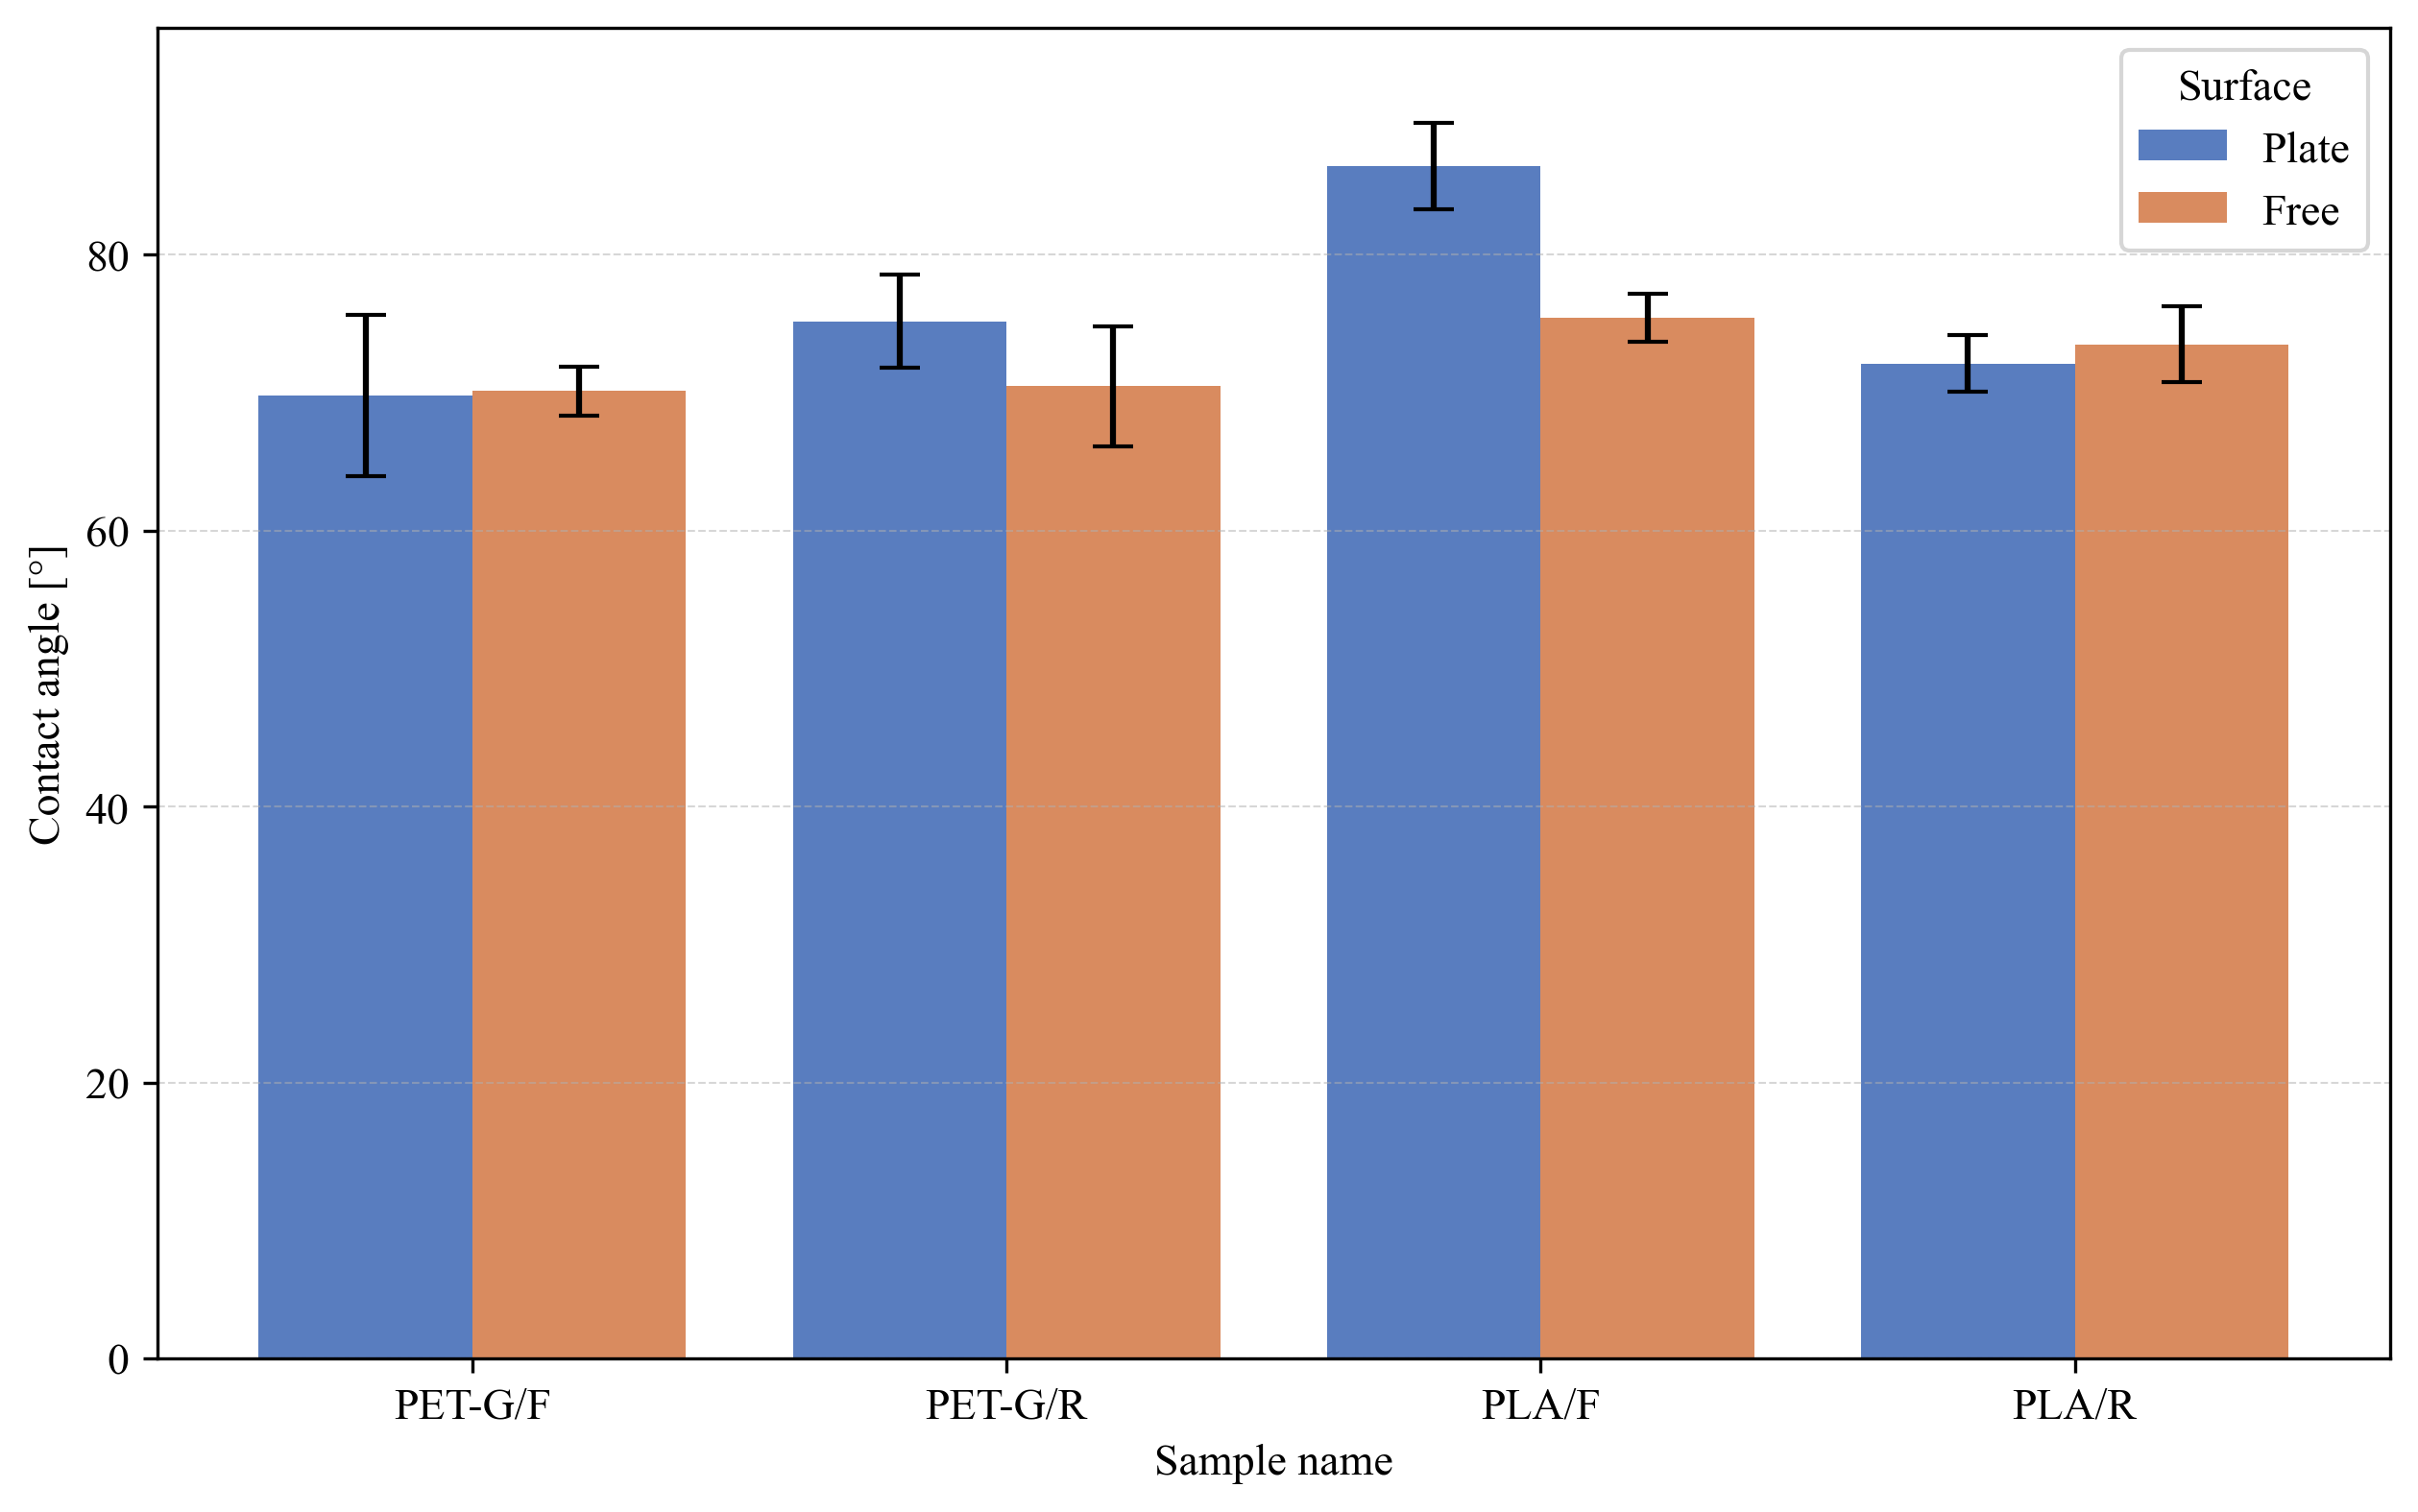 Surface
Plate
Free
80
60
40
20
0
Contact angle [°]
PET-G/F
PET-G/R
PLA/F
PLA/R
Sample name